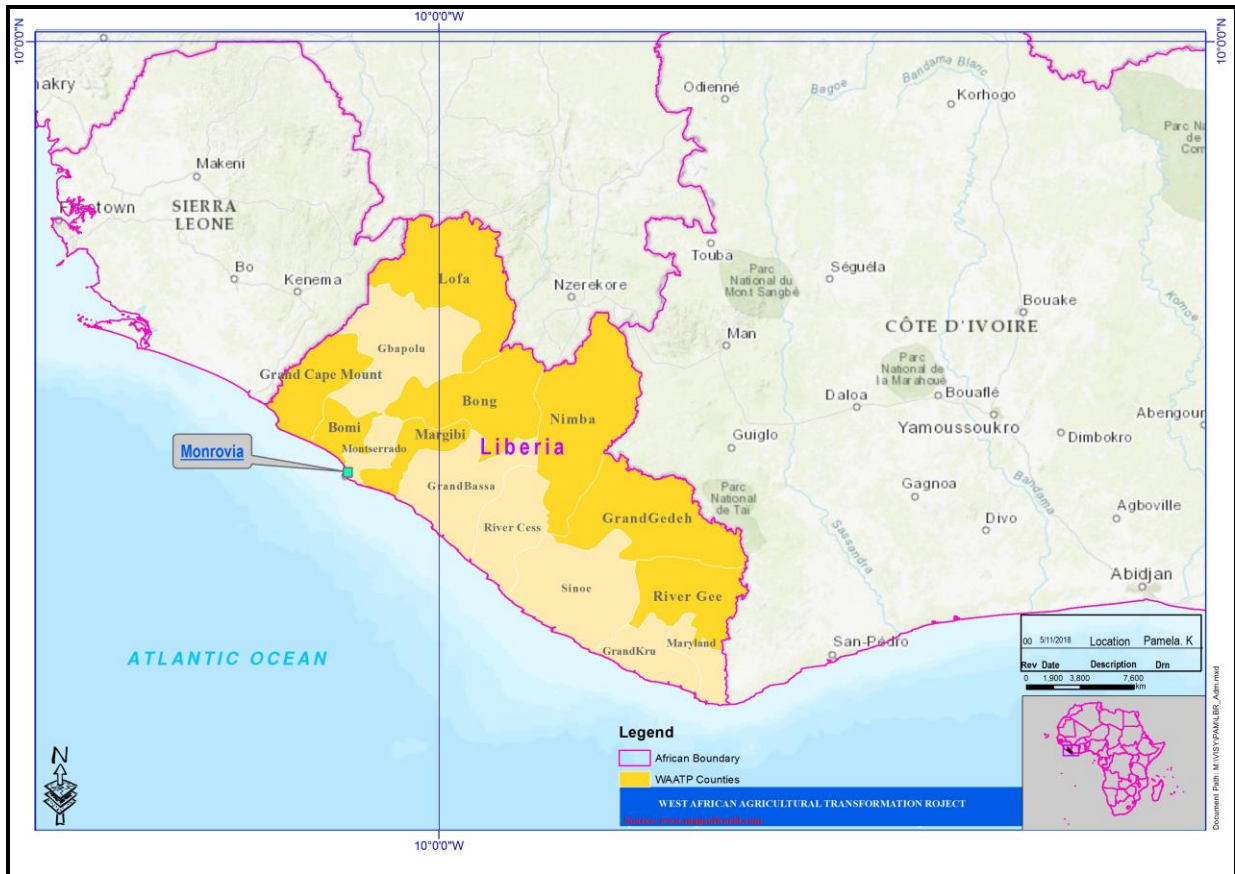 10°0'0"W
10°0'0"N
10°0'0"N
nakry
Odienné
Bagoe
Bandama Blanc
Korhogo
Makeni
SIERRA
LEONE
Touba
Parc
National du
Mont Sangbé
Séguéla
Bo
Kenema
Lofa
Nzerekore
Bouake
Komoe
Gbapolu
Man
CÔTE D'IVOIRE
Parc
National de
la Marahoué
Grand Cape Mount
Bong
Nimba
Daloa
Bouaflé
Abengour
Bomi
Margibi
Yamoussoukro
Dimbokro
Montserrado
Liberia
Guiglo
Monrovia
GrandBassa
Parc
National
de Taï
Gagnoa
Bandama
River Cess
GrandGedeh
Divo
Agboville
Sassandra
Sinoe
River Gee
Abidjan
Maryland
GrandKru
San-Pédro
ATLANTIC OCEAN
00 5/11/2018 Location Pamela. K
Rev Date Description Drn
0 1,900 3,800 7,600
km
Legend
African Boundary
WAATP Counties
WEST AFRICAN AGRICULTURAL TRANSFORMATION ROJECT
N
10°0'0"W